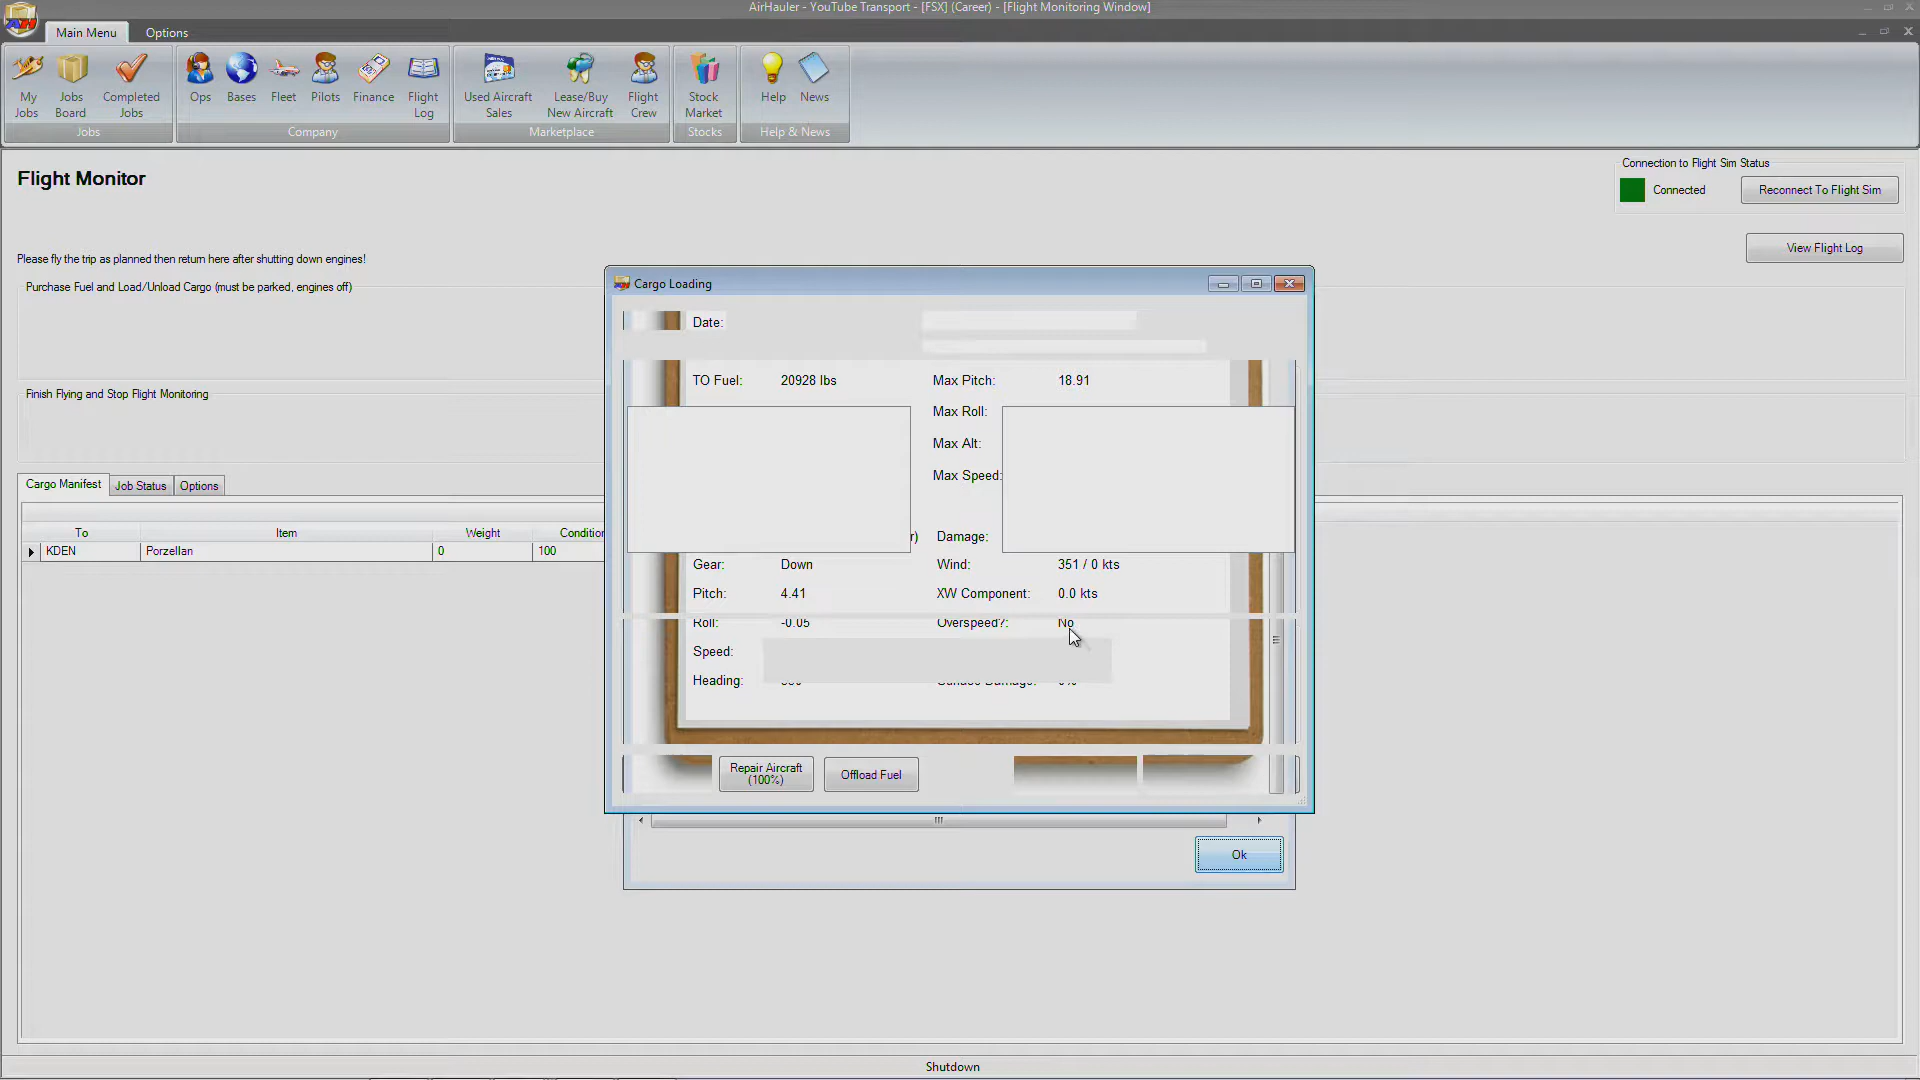 AirHauler - YouTube Transport - [FSX] (Career) - [Flight Monitoring Window]
Main Menu Options
My Jobs
Jobs Board
Completed Jobs
Jobs
Ops
Bases
Fleet
Pilots
Finance
Flight Log
Company
Used Aircraft Sales
Lease/Buy New Aircraft
Flight Crew
Marketplace
Stock Market
Stocks
Help
News
Help & News
Flight Monitor
Connection to Flight Sim Status
Connected
Reconnect To Flight Sim
View Flight Log
Please fly the trip as planned then return here after shutting down engines!
Purchase Fuel and Load/Unload Cargo (must be parked, engines off)
Finish Flying and Stop Flight Monitoring
Cargo Manifest Job Status Options
To Item Weight
KDEN Porzellan 0 100
Cargo Loading
Date:
TO Fuel: 20928 lbs Max Pitch: 18.91
Max Roll:
Max Alt:
Max Speed:
Damage:
Gear: Down Wind: 351 / 0 kts
Pitch: 4.41 XW Component: 0.0 kts
Roll: -0.05 Overspeed?: No
Speed:
Heading:
Repair Aircraft (100%)
Offload Fuel
Ok
Shutdown